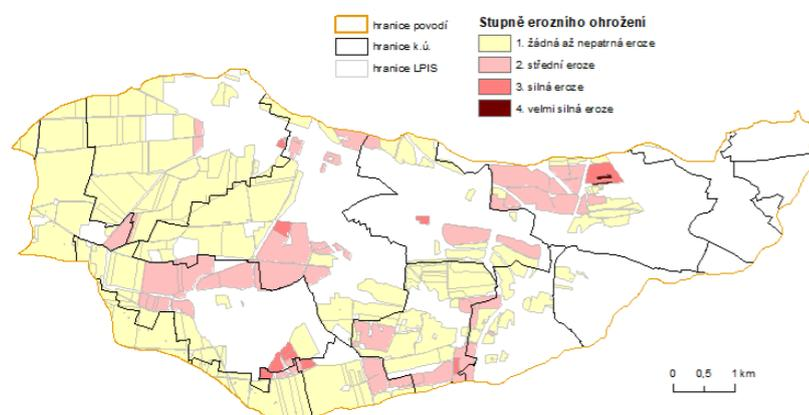 hranice povodí
hranice k.ú.
hranice LPIS
Stupně erozního ohrožení
1. žádná až nepatrna eroze
2. střední eroze
3. silná eroze
4. velmi silná eroze
0 0,5 1 km